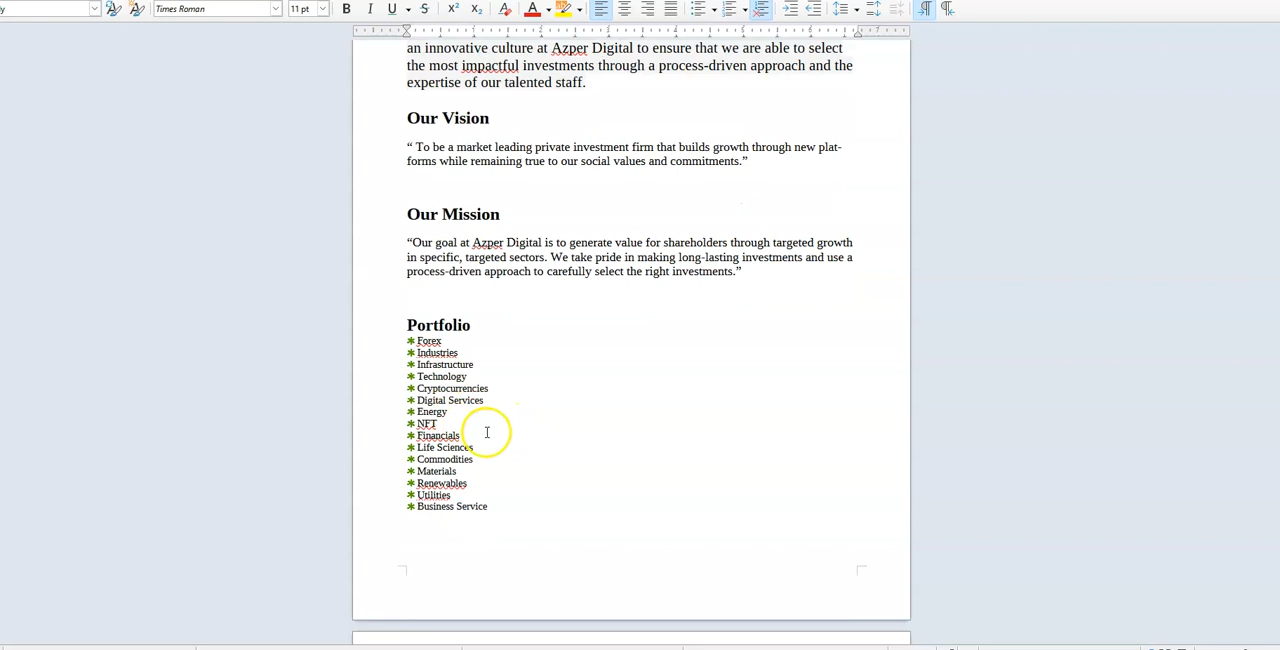 y Times Roman 11 pt B I U S X² X₂ A
an innovative culture at Azper Digital to ensure that we are able to select
the most impactful investments through a process-driven approach and the
expertise of our talented staff.
Our Vision
“ To be a market leading private investment firm that builds growth through new plat-
forms while remaining true to our social values and commitments.”
Our Mission
“Our goal at Azper Digital is to generate value for shareholders through targeted growth
in specific, targeted sectors. We take pride in making long-lasting investments and use a
process-driven approach to carefully select the right investments.”
Portfolio
Forex
Industries
Infrastructure
Technology
Cryptocurrencies
Digital Services
Energy
NFT
Financials
Life Sciences
Commodities
Materials
Renewables
Utilities
Business Service